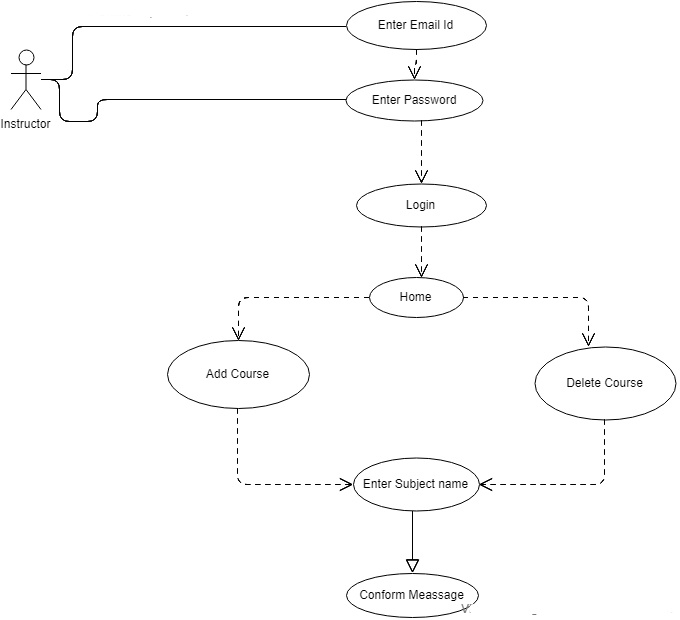 Enter Email Id
Enter Password
Instructor
Login
Home
Add Course
Delete Course
Enter Subject name
Conform Meassage